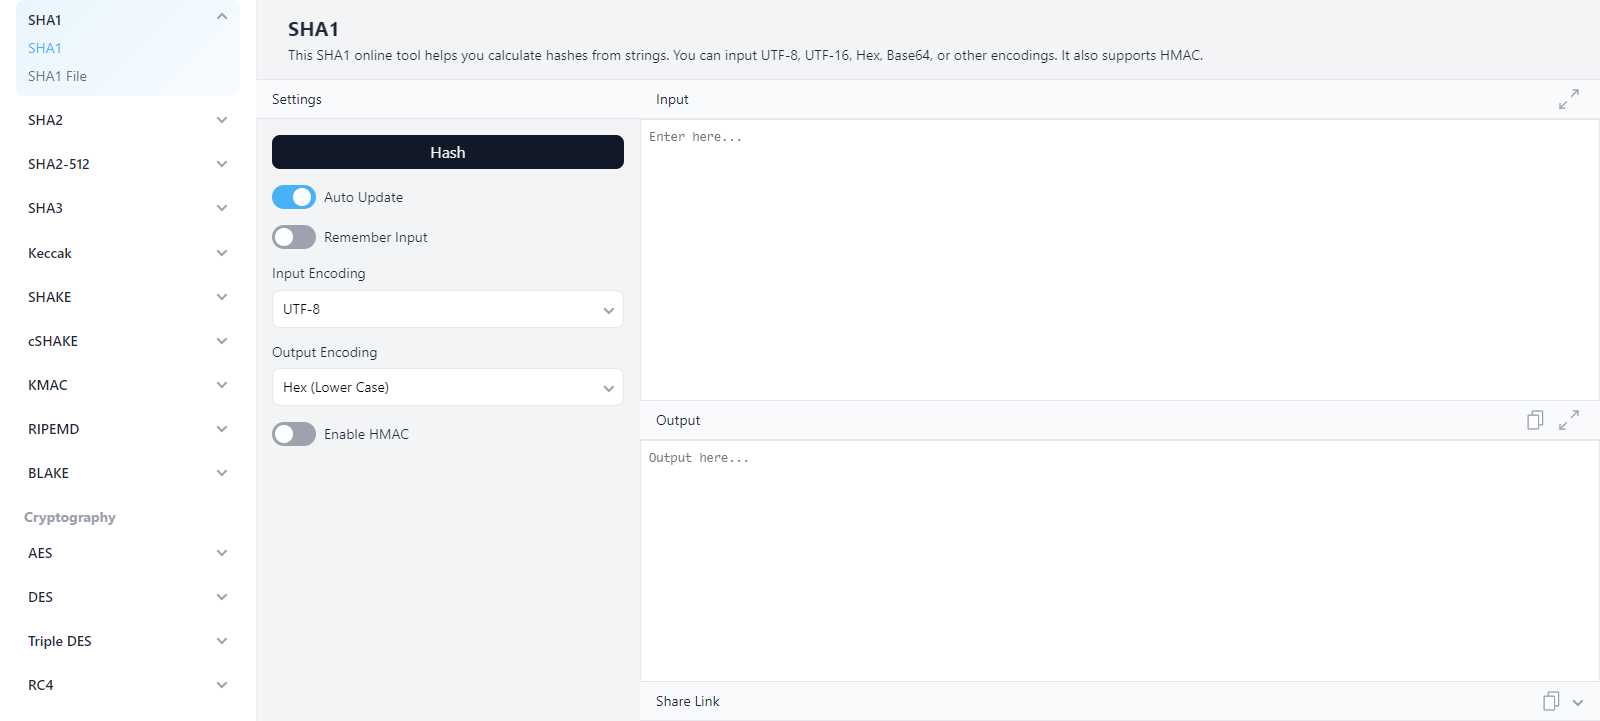 SHA1
SHA1
SHA1 File
SHA2
SHA2-512
SHA3
Keccak
SHAKE
cSHAKE
KMAC
RIPEMD
BLAKE
Cryptography
AES
DES
Triple DES
RC4
SHA1
This SHA1 online tool helps you calculate hashes from strings. You can input UTF-8, UTF-16, Hex, Base64, or other encodings. It also supports HMAC.
Settings
Hash
Auto Update
Remember Input
Input Encoding
UTF-8
Output Encoding
Hex (Lower Case)
Enable HMAC
Input
Enter here...
Output
Output here...
Share Link